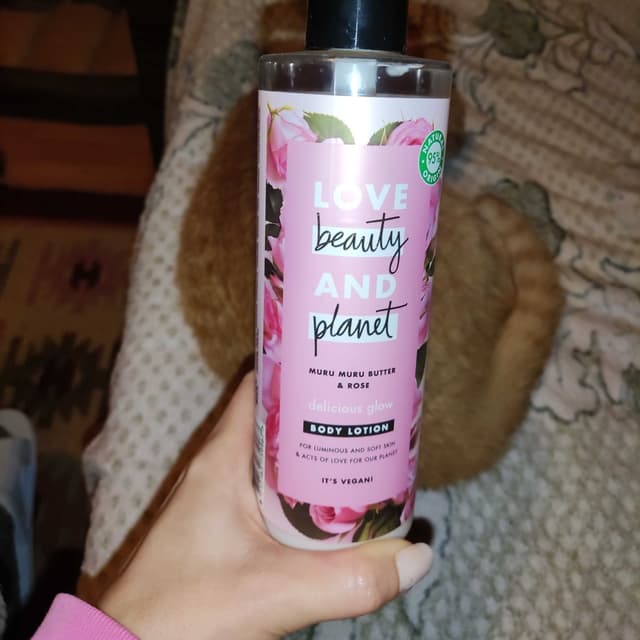 LOVE
beauty
AND
planet
MURU MURU BUTTER
& ROSE
delicious glow
BODY LOTION
FOR LUMINOUS AND SOFT SKIN
& ACTS OF LOVE FOR OUR PLANET
IT'S VEGAN!
95%